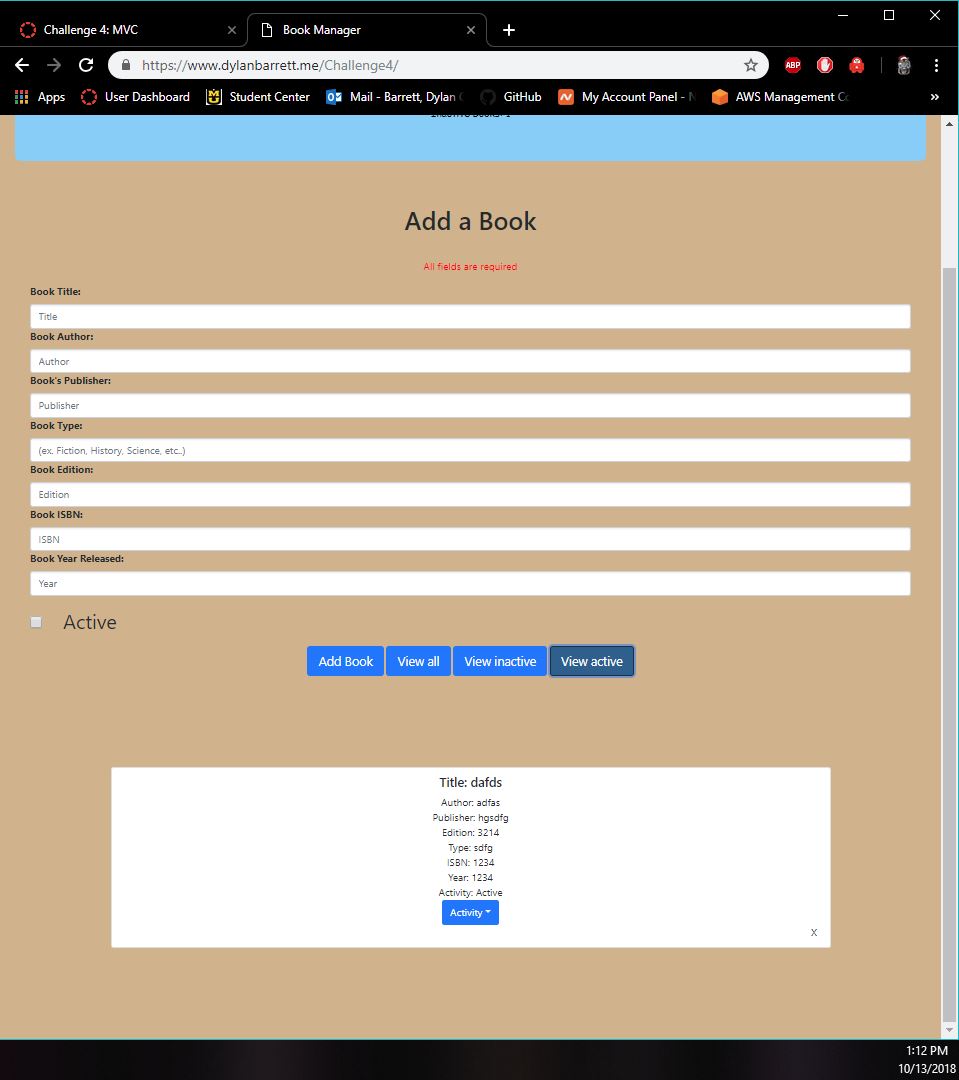 Challenge 4: MVC
Book Manager
https://www.dylanbarrett.me/Challenge4/
ABP
Apps
User Dashboard
Student Center
Mail - Barrett, Dylan
GitHub
My Account Panel -
AWS Management
Add a Book
All fields are required
Book Title:
Title
Book Author:
Author
Book's Publisher:
Publisher
Book Type:
(ex. Fiction, History, Science, etc..)
Book Edition:
Edition
Book ISBN:
ISBN
Book Year Released:
Year
Active
Add Book
View all
View inactive
View active
Title: dafds
Author: adfas
Publisher: hgsdfg
Edition: 3214
Type: sdfg
ISBN: 1234
Year: 1234
Activity: Active
Activity
X
1:12 PM
10/13/2018